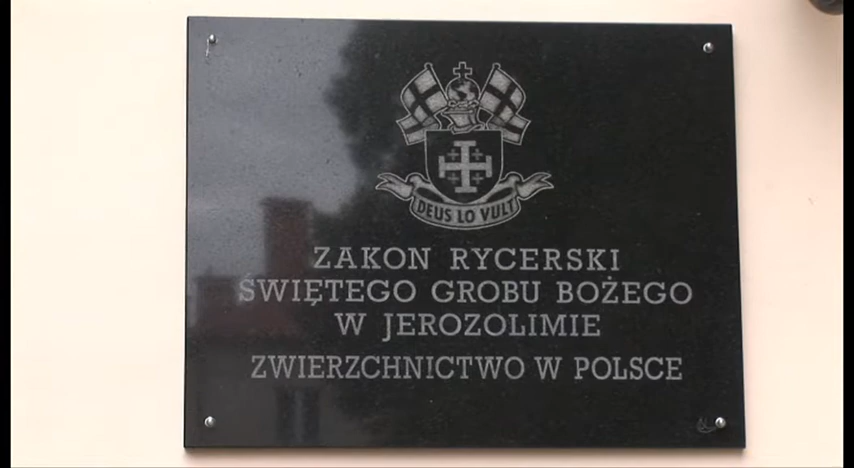 DEUS LO VULT
ZAKON RYCERSKI
ŚWIĘTEGO GROBU BOŻEGO
W JEROZOLIMIE
ZWIERZCHNICTWO W POLSCE